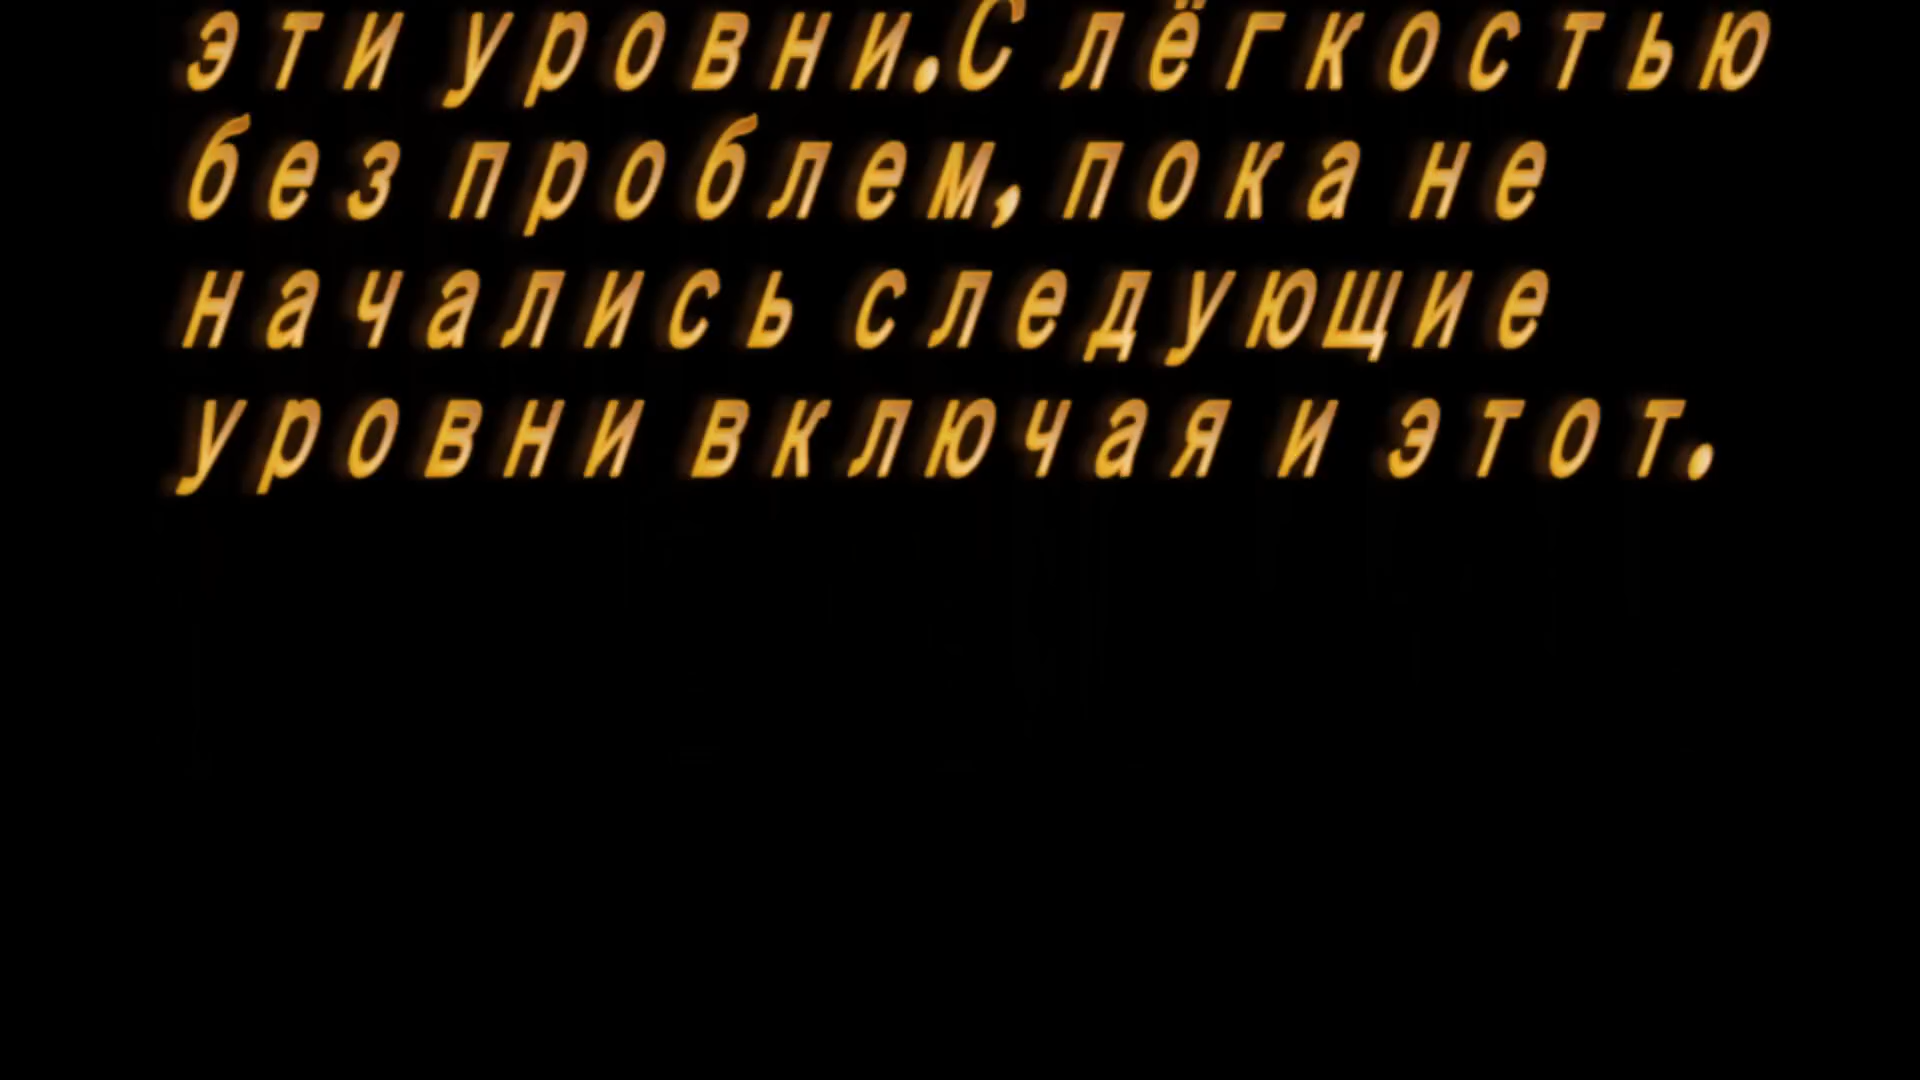 эти уровни.С лёгкостью
без проблем,пока не
начались следующие
уровни включая и этот.